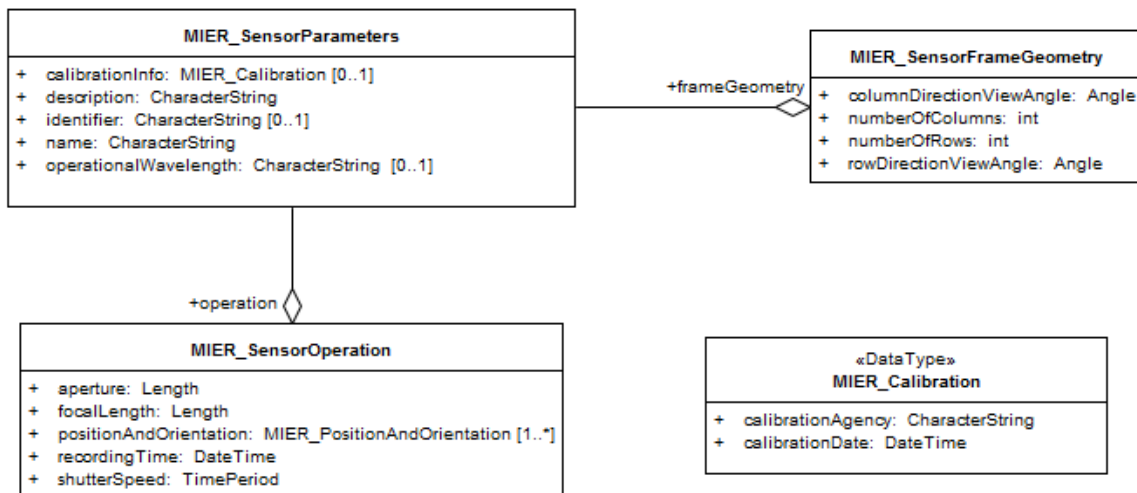 MIER_SensorParameters
+ calibrationInfo: MIER_Calibration [0..1]
+ description: CharacterString
+ identifier: CharacterString [0..1]
+ name: CharacterString
+ operationalWavelength: CharacterString [0..1]
+frameGeometry
MIER_SensorFrameGeometry
+ columnDirectionViewAngle: Angle
+ numberOfColumns: int
+ numberOfRows: int
+ rowDirectionViewAngle: Angle
+operation
MIER_SensorOperation
+ aperture: Length
+ focalLength: Length
+ positionAndOrientation: MIER_PositionAndOrientation [1..*]
+ recordingTime: DateTime
+ shutterSpeed: TimePeriod
«DataType»
MIER_Calibration
+ calibrationAgency: CharacterString
+ calibrationDate: DateTime